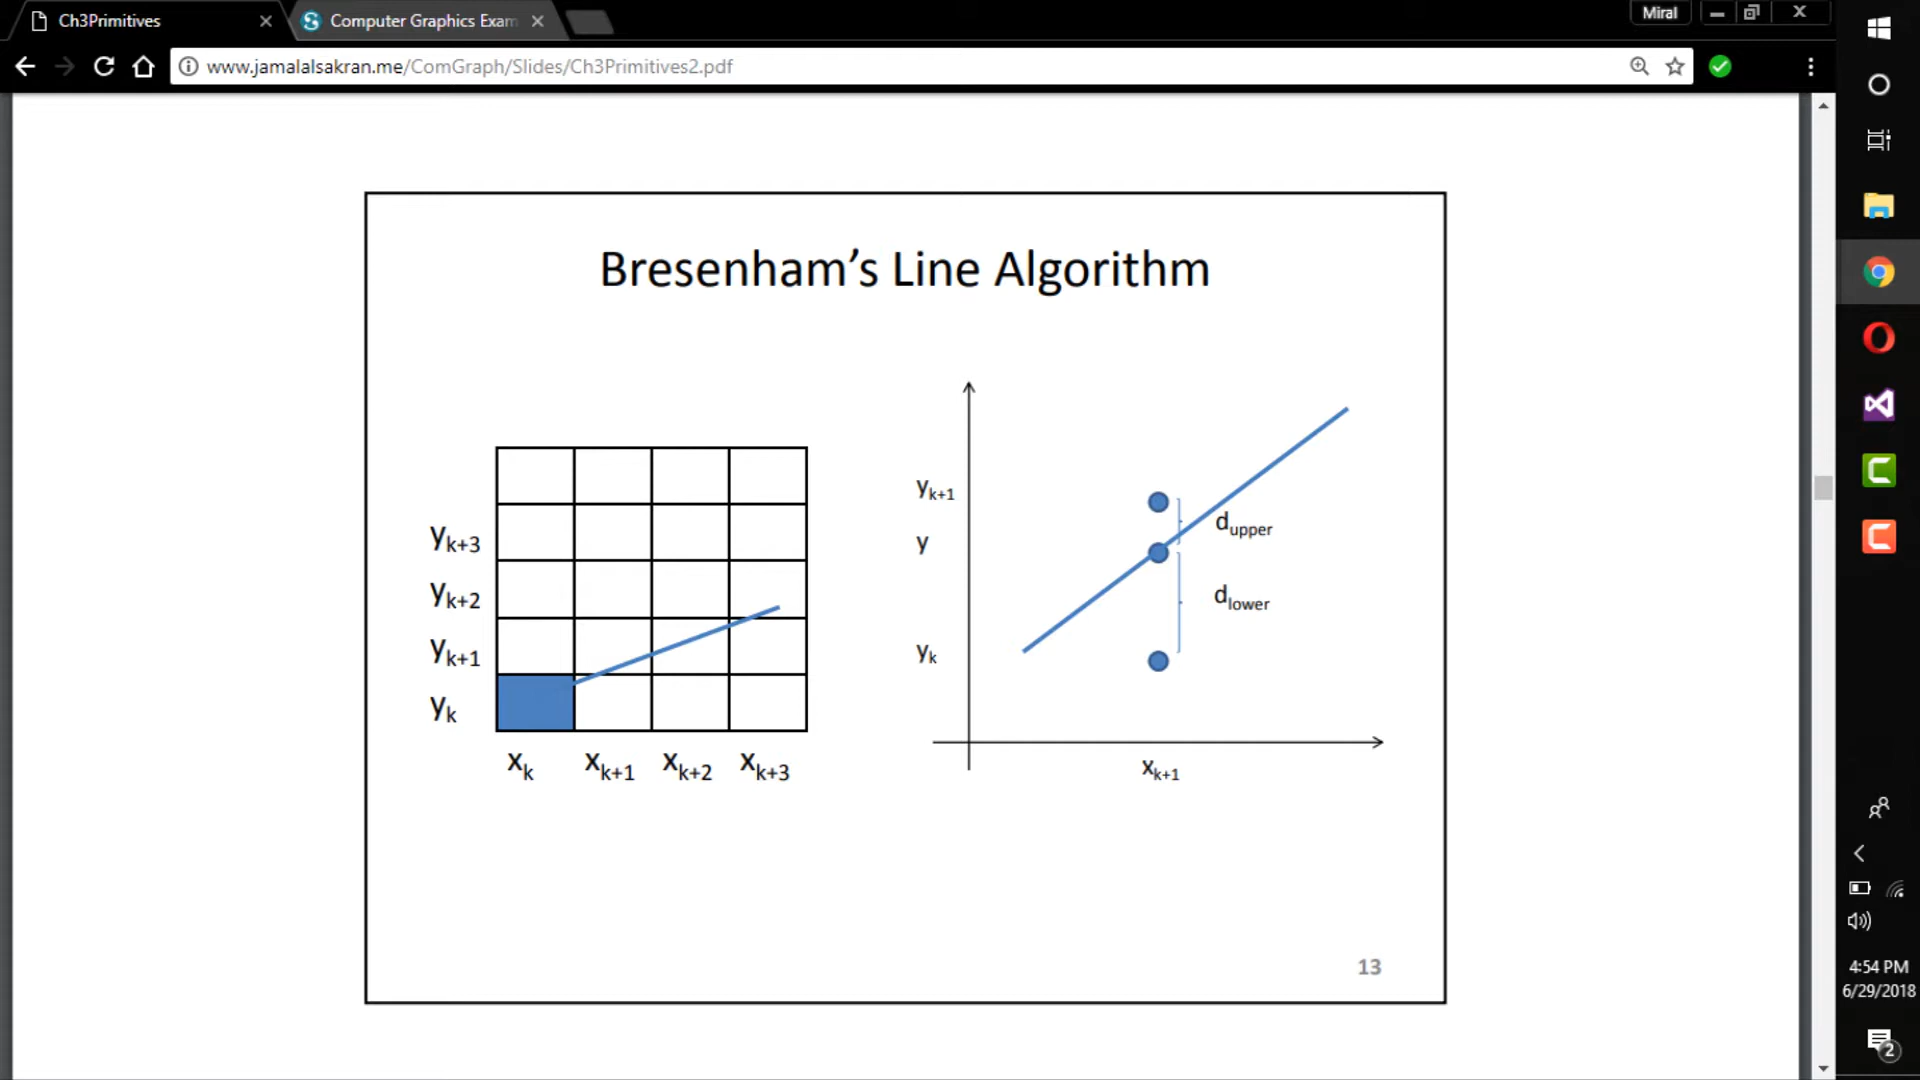 Ch3Primitives
Computer Graphics Exam
Miral
www.jamalalsakran.me/ComGraph/Slides/Ch3Primitives2.pdf
Bresenham's Line Algorithm
yk+3
yk+2
yk+1
yk
xk xk+1 xk+2 xk+3
yk+1
y
yk
dupper
dlower
xk+1
13
4:54 PM
6/29/2018
2